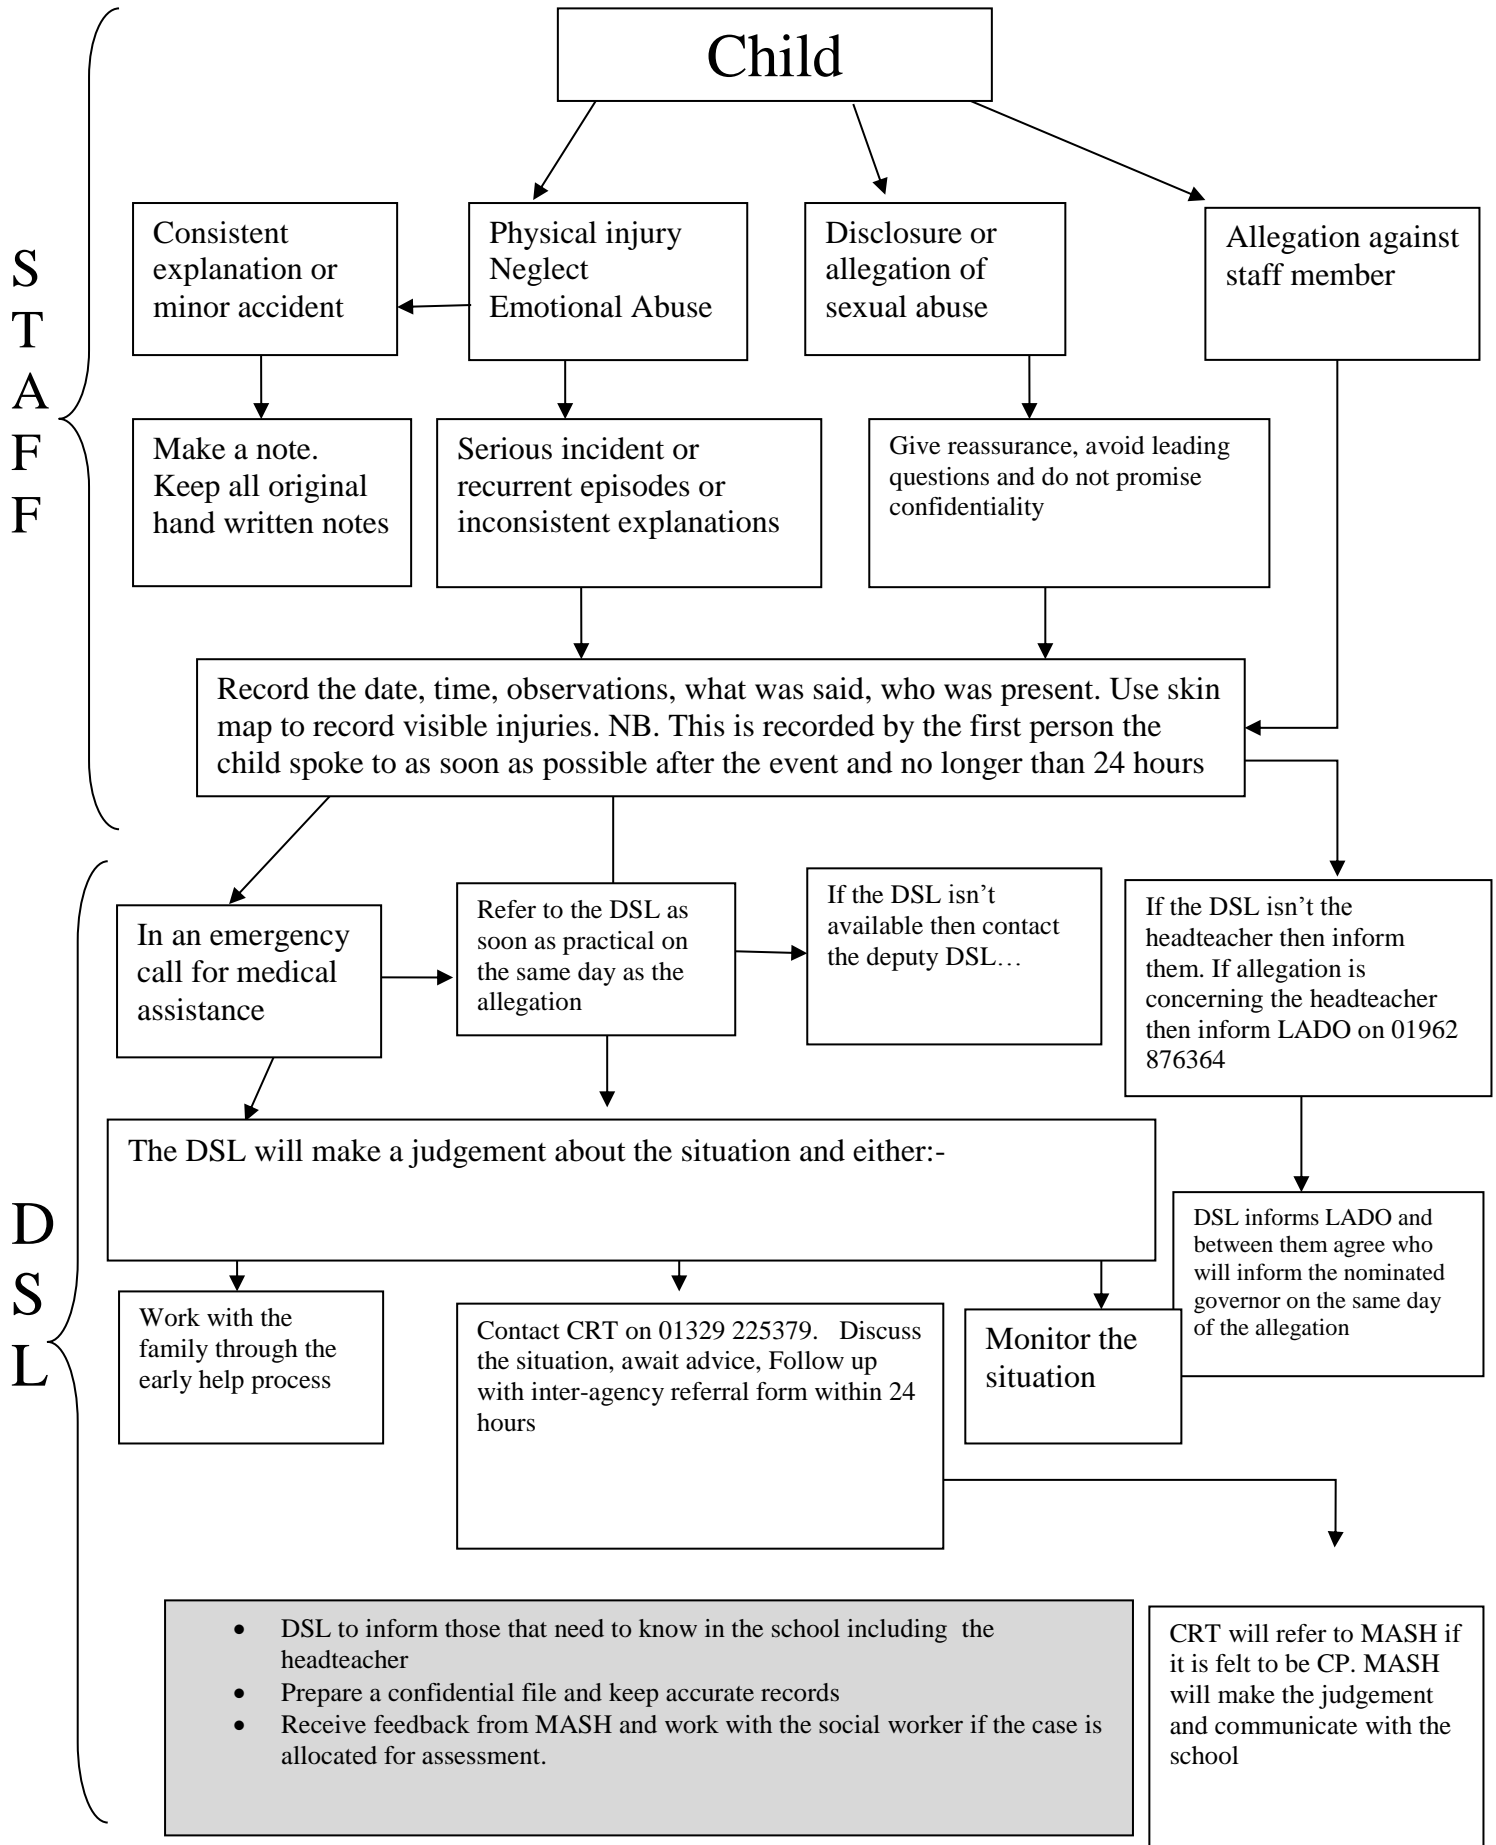 Child
S
T
A
F
F
Consistent
explanation or
minor accident
Physical injury
Neglect
Emotional Abuse
Disclosure or
allegation of
sexual abuse
Allegation against
staff member
Make a note.
Keep all original
hand written notes
Serious incident or
recurrent episodes or
inconsistent explanations
Give reassurance, avoid leading
questions and do not promise
confidentiality
Record the date, time, observations, what was said, who was present. Use skin
map to record visible injuries. NB. This is recorded by the first person the
child spoke to as soon as possible after the event and no longer than 24 hours
D
S
L
In an emergency
call for medical
assistance
Refer to the DSL as
soon as practical on
the same day as the
allegation
If the DSL isn’t
available then contact
the deputy DSL…
If the DSL isn’t the
headteacher then inform
them. If allegation is
concerning the headteacher
then inform LADO on 01962
876364
The DSL will make a judgement about the situation and either:-
DSL informs LADO and
between them agree who
will inform the nominated
governor on the same day
of the allegation
Work with the
family through the
early help process
Contact CRT on 01329 225379.   Discuss
the situation, await advice, Follow up
with inter-agency referral form within 24
hours
Monitor the
situation
• DSL to inform those that need to know in the school including  the
headteacher
• Prepare a confidential file and keep accurate records
• Receive feedback from MASH and work with the social worker if the case is
allocated for assessment.
CRT will refer to MASH if
it is felt to be CP. MASH
will make the judgement
and communicate with the
school